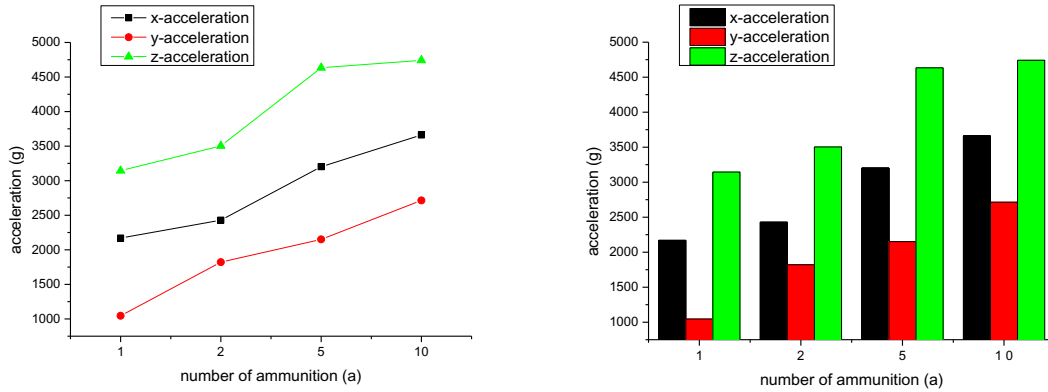 x-acceleration
y-acceleration
z-acceleration
5000
4500
4000
3500
3000
2500
2000
1500
1000
acceleration (g)
1 2 5 10
number of ammunition (a)
x-acceleration
y-acceleration
z-acceleration
5000
4500
4000
3500
3000
2500
2000
1500
1000
acceleration (g)
1 2 5 1 0
number of ammunition (a)